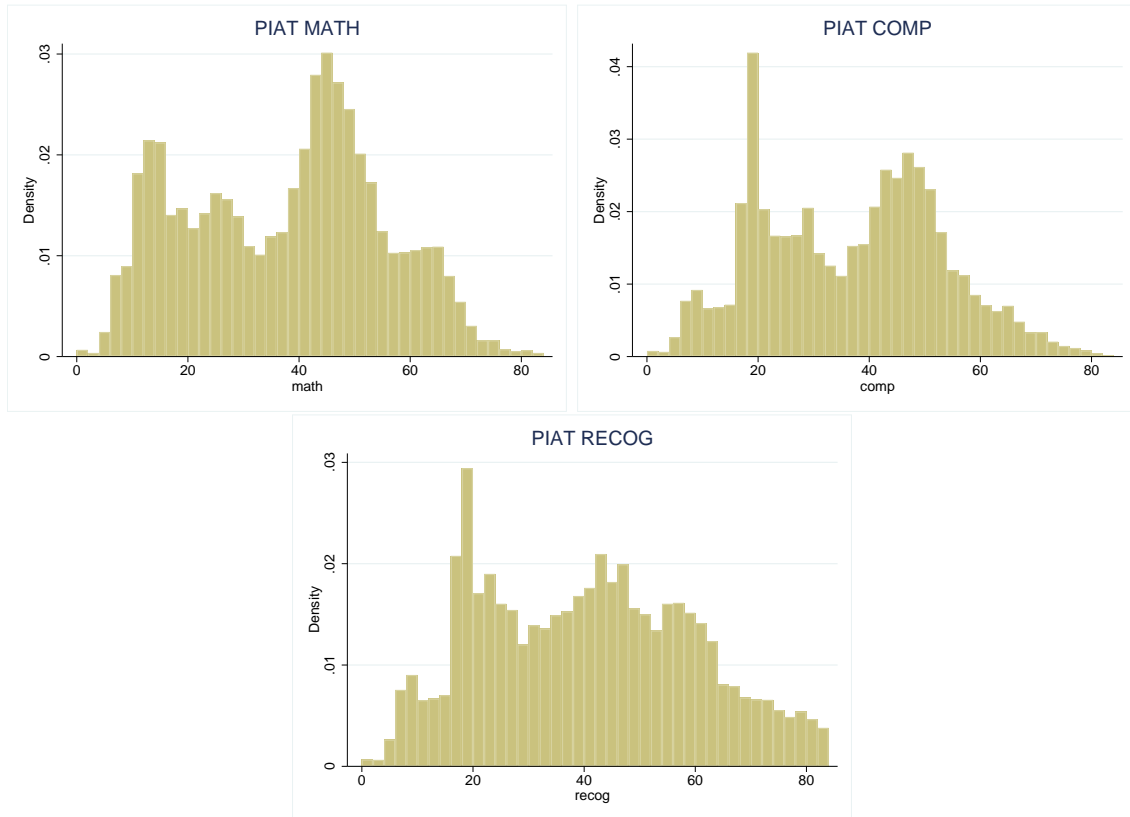 PIAT MATH
.03
.02
.01
0
Density
0 20 40 60 80
math
PIAT COMP
.04
.03
.02
.01
0
Density
0 20 40 60 80
comp
PIAT RECOG
.03
.02
.01
0
Density
0 20 40 60 80
recog